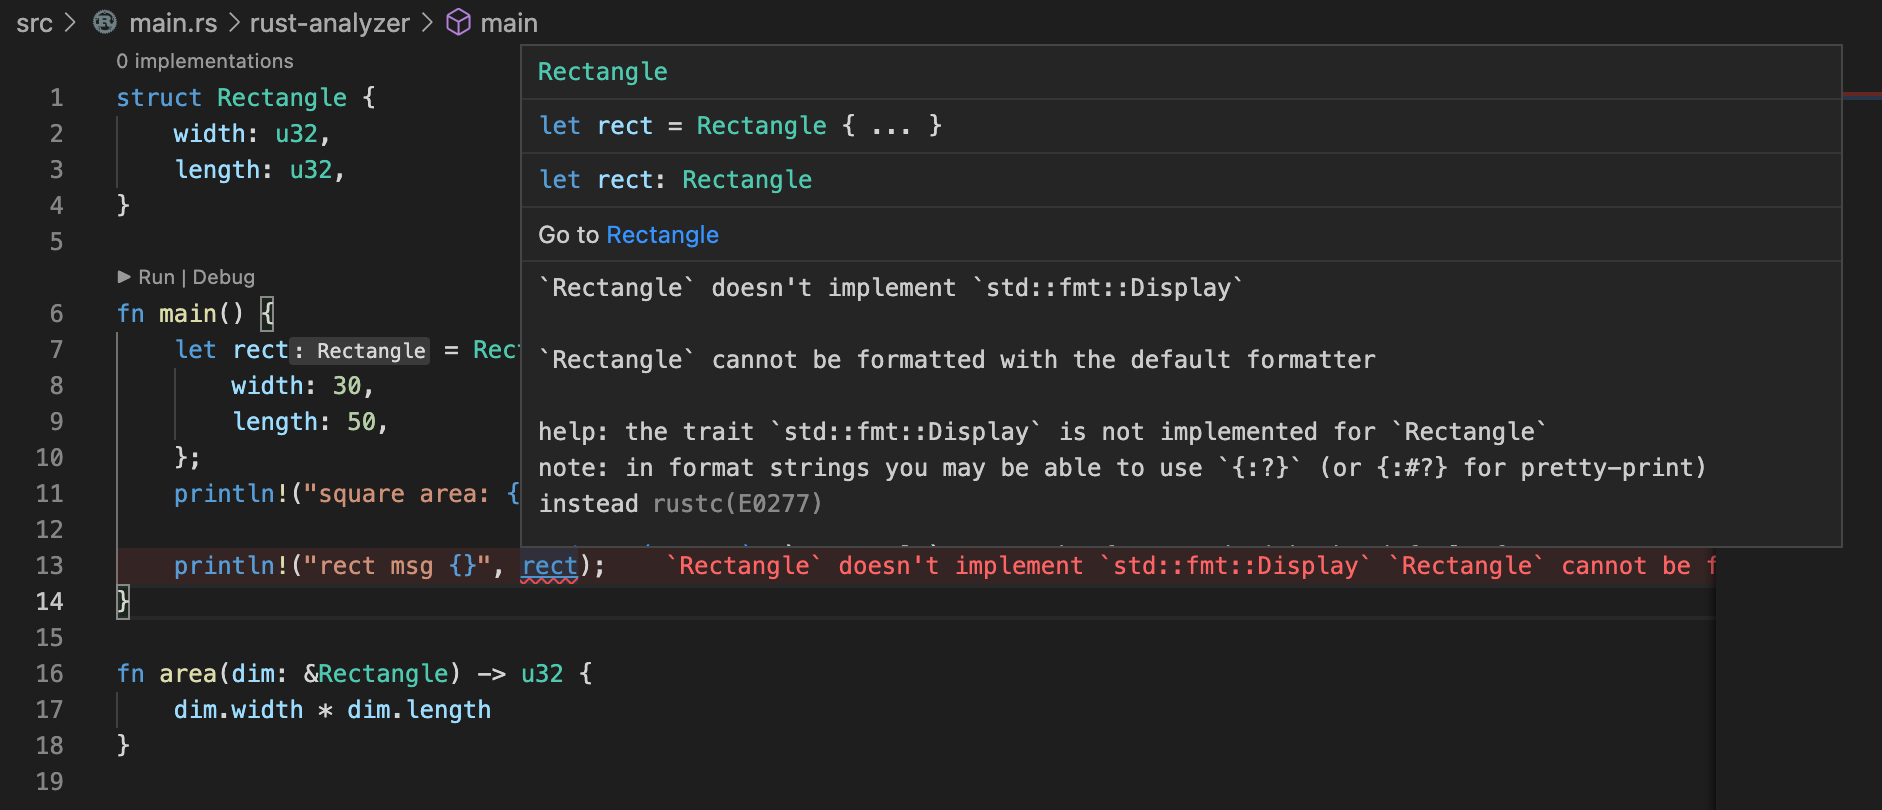 src > main.rs > rust-analyzer > main
0 implementations
1 struct Rectangle {
2 width: u32,
3 length: u32,
4 }
5
▶ Run | Debug
6 fn main() {
7 let rect: Rectangle = Rec
8 width: 30,
9 length: 50,
10 };
11 println!("square area: {
12
13 println!("rect msg {}", rect); `Rectangle` doesn't implement `std::fmt::Display` `Rectangle` cannot be f
14 }
15
16 fn area(dim: &Rectangle) -> u32 {
17 dim.width * dim.length
18 }
19
Rectangle
let rect = Rectangle { ... }
let rect: Rectangle
Go to Rectangle
`Rectangle` doesn't implement `std::fmt::Display`
`Rectangle` cannot be formatted with the default formatter
help: the trait `std::fmt::Display` is not implemented for `Rectangle`
note: in format strings you may be able to use `{:?}` (or {:#?} for pretty-print)
instead rustc(E0277)